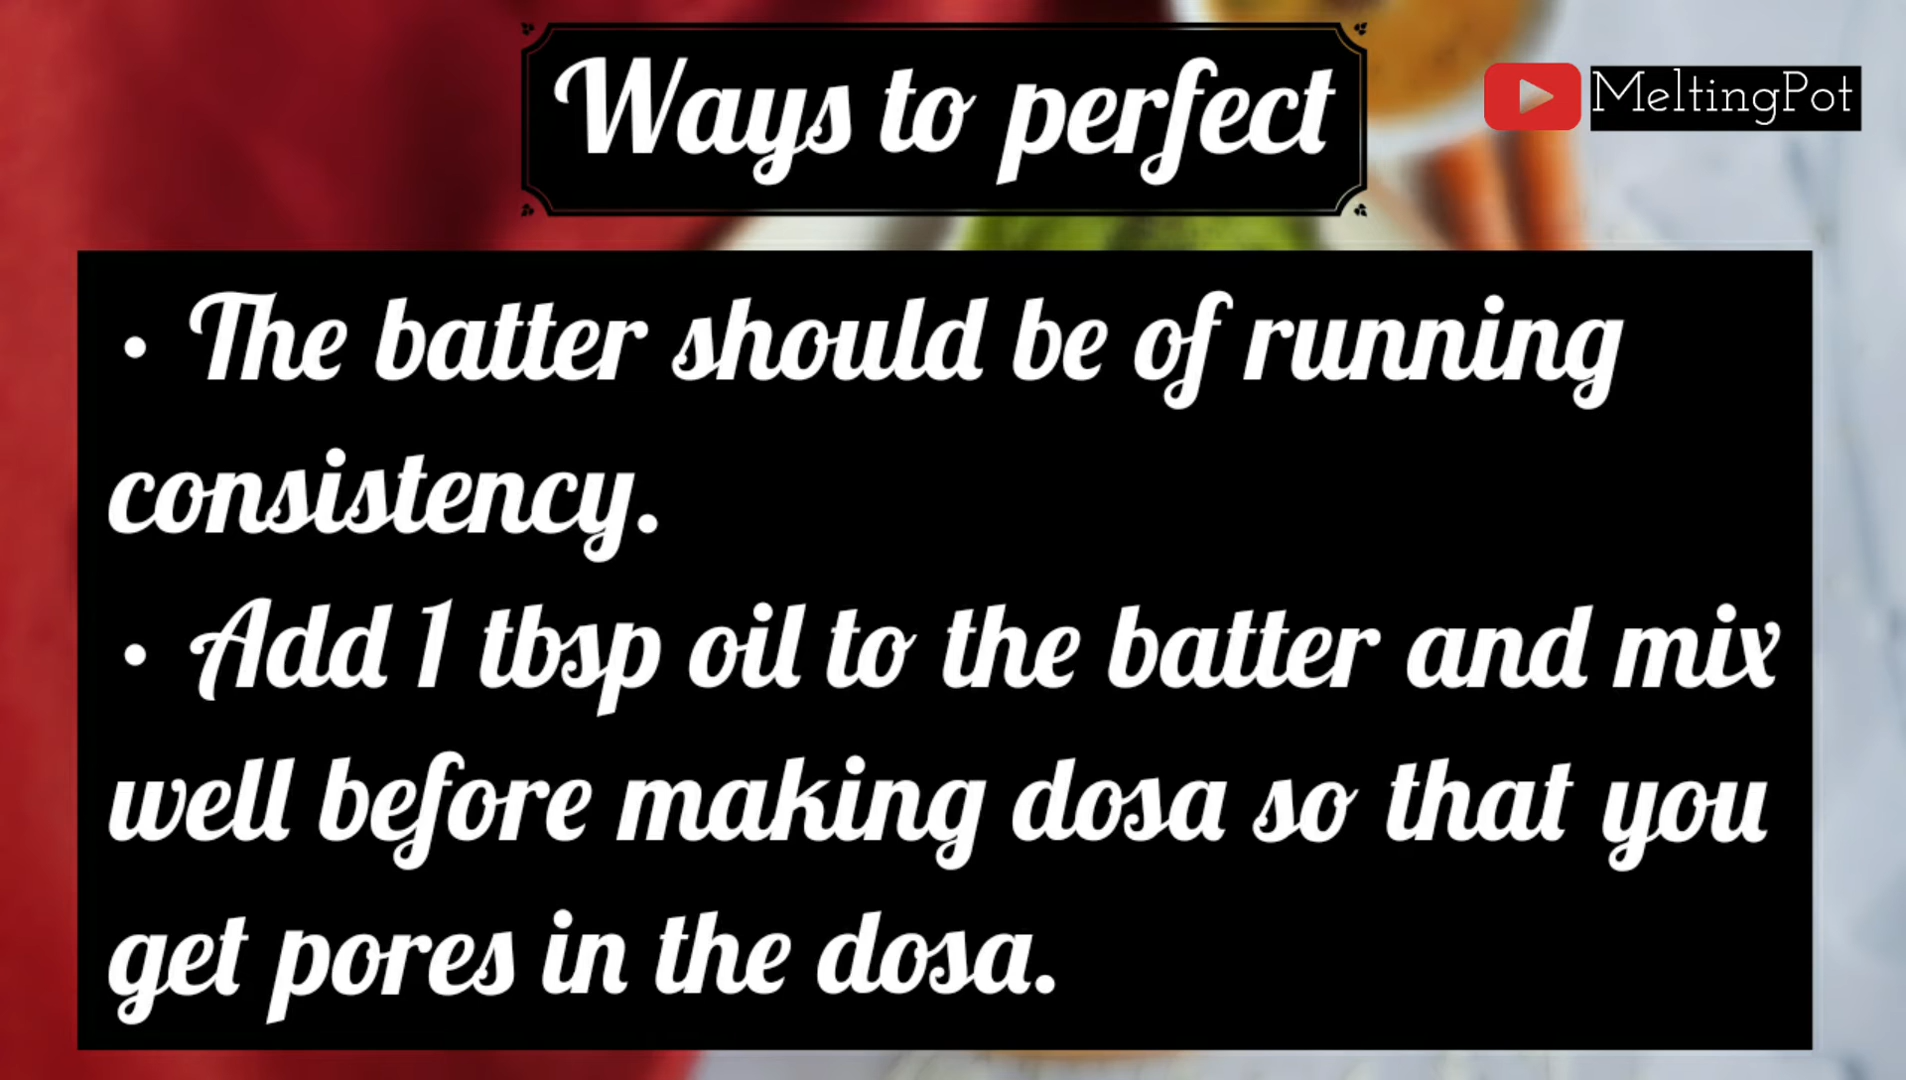 Ways to perfect
MeltingPot
• The batter should be of running
consistency.
• Add 1 tbsp oil to the batter and mix
well before making dosa so that you
get pores in the dosa.